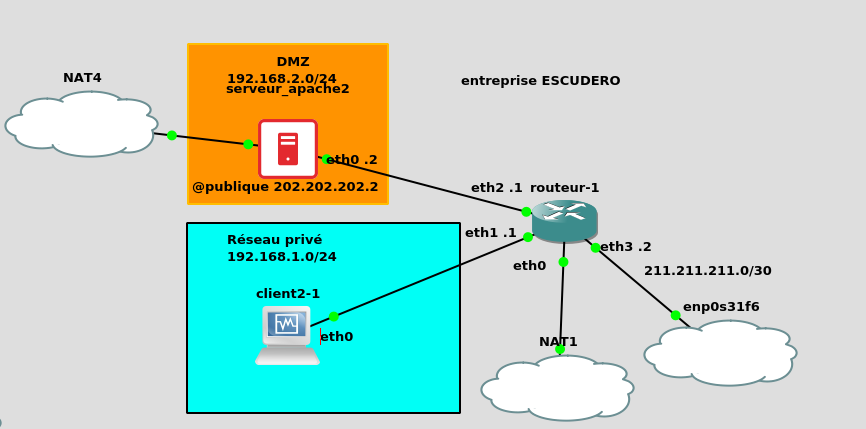 NAT4
DMZ
192.168.2.0/24
serveur_apache2
entreprise ESCUDERO
eth0 .2
@publique 202.202.202.2
eth2 .1
routeur-1
eth1 .1
eth3 .2
eth0
211.211.211.0/30
enp0s31f6
Réseau privé
192.168.1.0/24
client2-1
eth0
NAT1